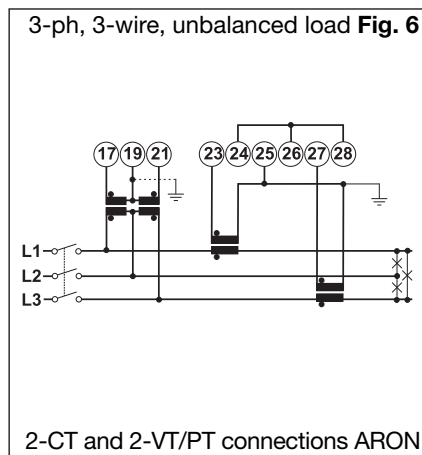 3-ph, 3-wire, unbalanced load Fig. 6
17 19 21 23 24 25 26 27 28
L1
L2
L3
2-CT and 2-VT/PT connections ARON